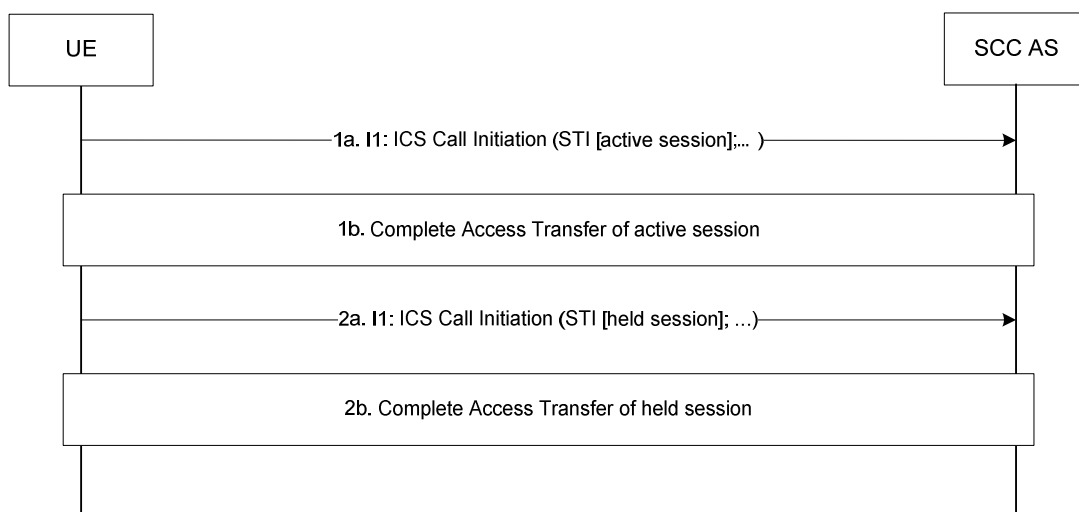 UE
SCC AS
1a. I1: ICS Call Initiation (STI [active session];... )
1b. Complete Access Transfer of active session
2a. I1: ICS Call Initiation (STI [held session]; ...)
2b. Complete Access Transfer of held session